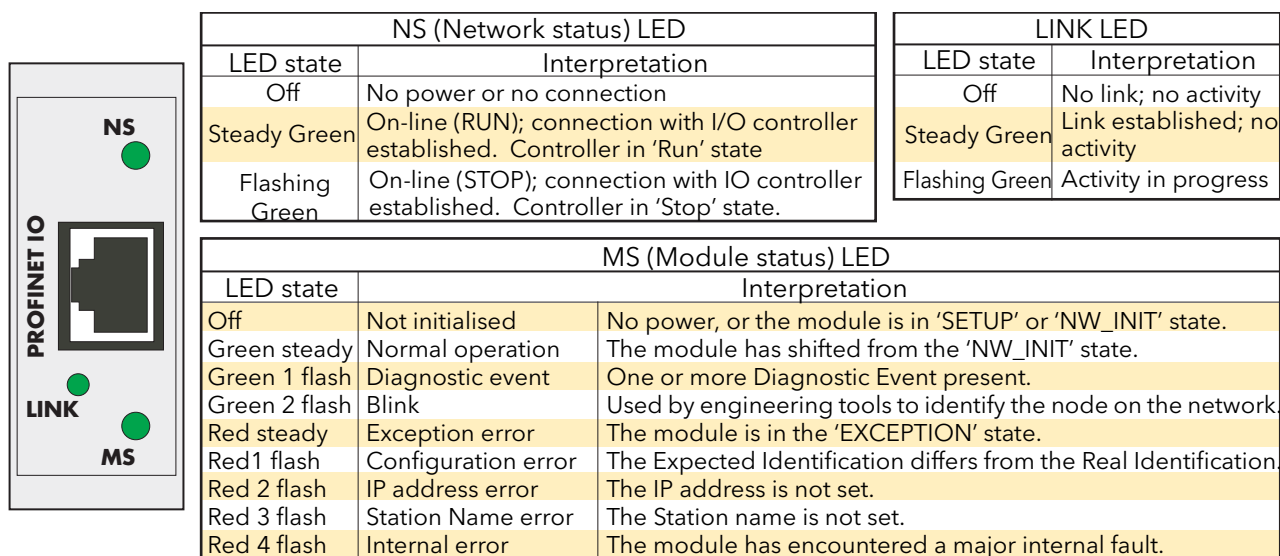 NS
PROFINET IO
LINK
MS
NS (Network status) LED
LED state Interpretation
Off No power or no connection
Steady Green On-line (RUN); connection with I/O controller
established. Controller in ‘Run’ state
Flashing On-line (STOP); connection with IO controller
Green established. Controller in ‘Stop’ state.
LINK LED
LED state Interpretation
Off No link; no activity
Steady Green Link established; no
activity
Flashing Green Activity in progress
MS (Module status) LED
LED state Interpretation
Off Not initialised No power, or the module is in ‘SETUP’ or ‘NW_INIT’ state.
Green steady Normal operation The module has shifted from the ‘NW_INIT’ state.
Green 1 flash Diagnostic event One or more Diagnostic Event present.
Green 2 flash Blink Used by engineering tools to identify the node on the network.
Red steady Exception error The module is in the ‘EXCEPTION’ state.
Red1 flash Configuration error The Expected Identification differs from the Real Identification.
Red 2 flash IP address error The IP address is not set.
Red 3 flash Station Name error The Station name is not set.
Red 4 flash Internal error The module has encountered a major internal fault.